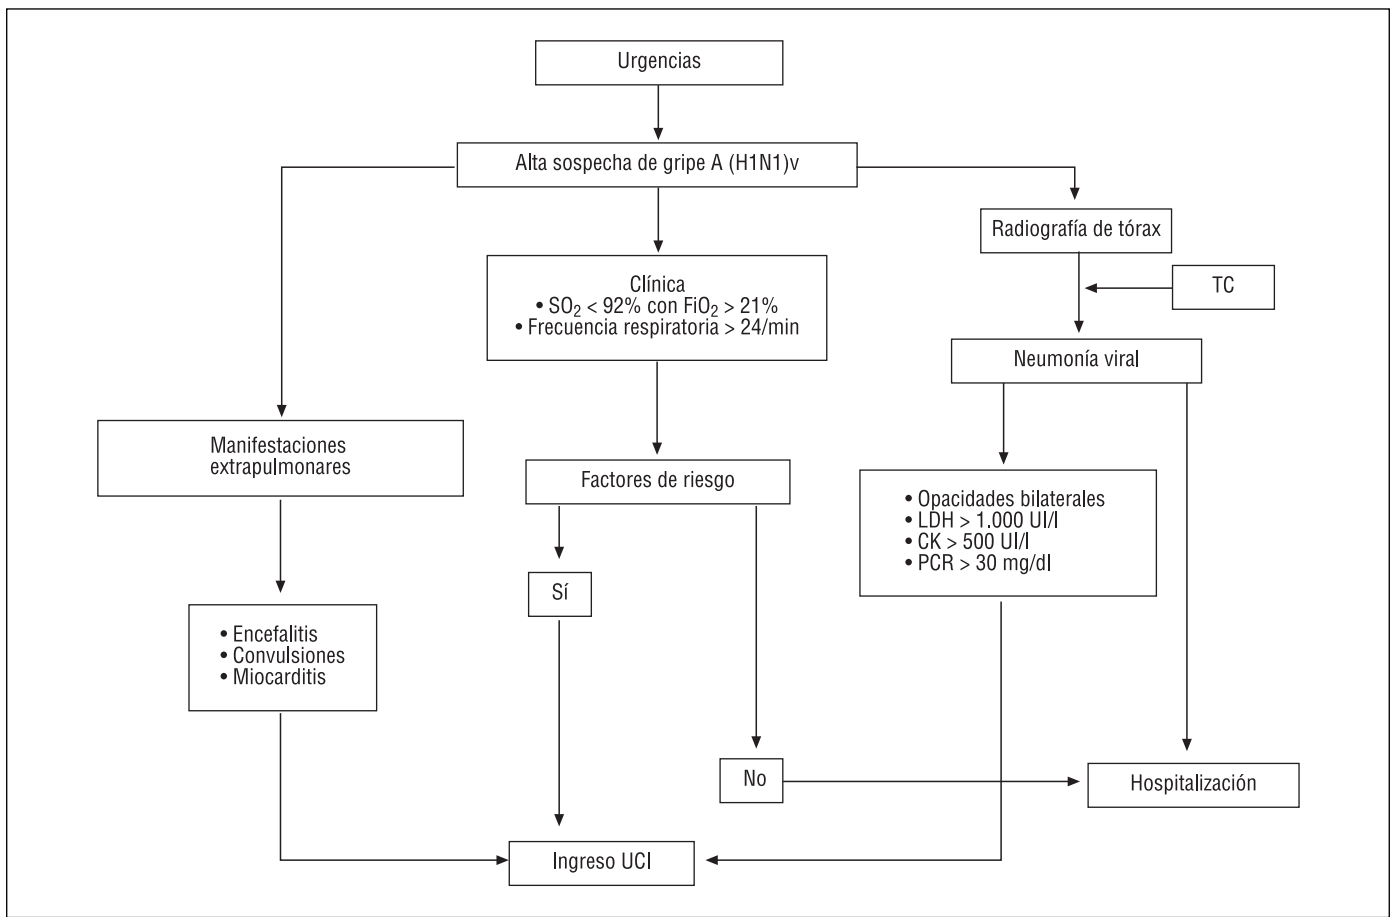 Urgencias
Alta sospecha de gripe A (H1N1)v
Radiografía de tórax
TC
Clínica
• SO₂ < 92% con FiO₂ > 21%
• Frecuencia respiratoria > 24/min
Neumonía viral
Manifestaciones
extrapulmonares
Factores de riesgo
• Opacidades bilaterales
• LDH > 1.000 UI/l
• CK > 500 UI/l
• PCR > 30 mg/dl
Sí
• Encefalitis
• Convulsiones
• Miocarditis
No
Hospitalización
Ingreso UCI